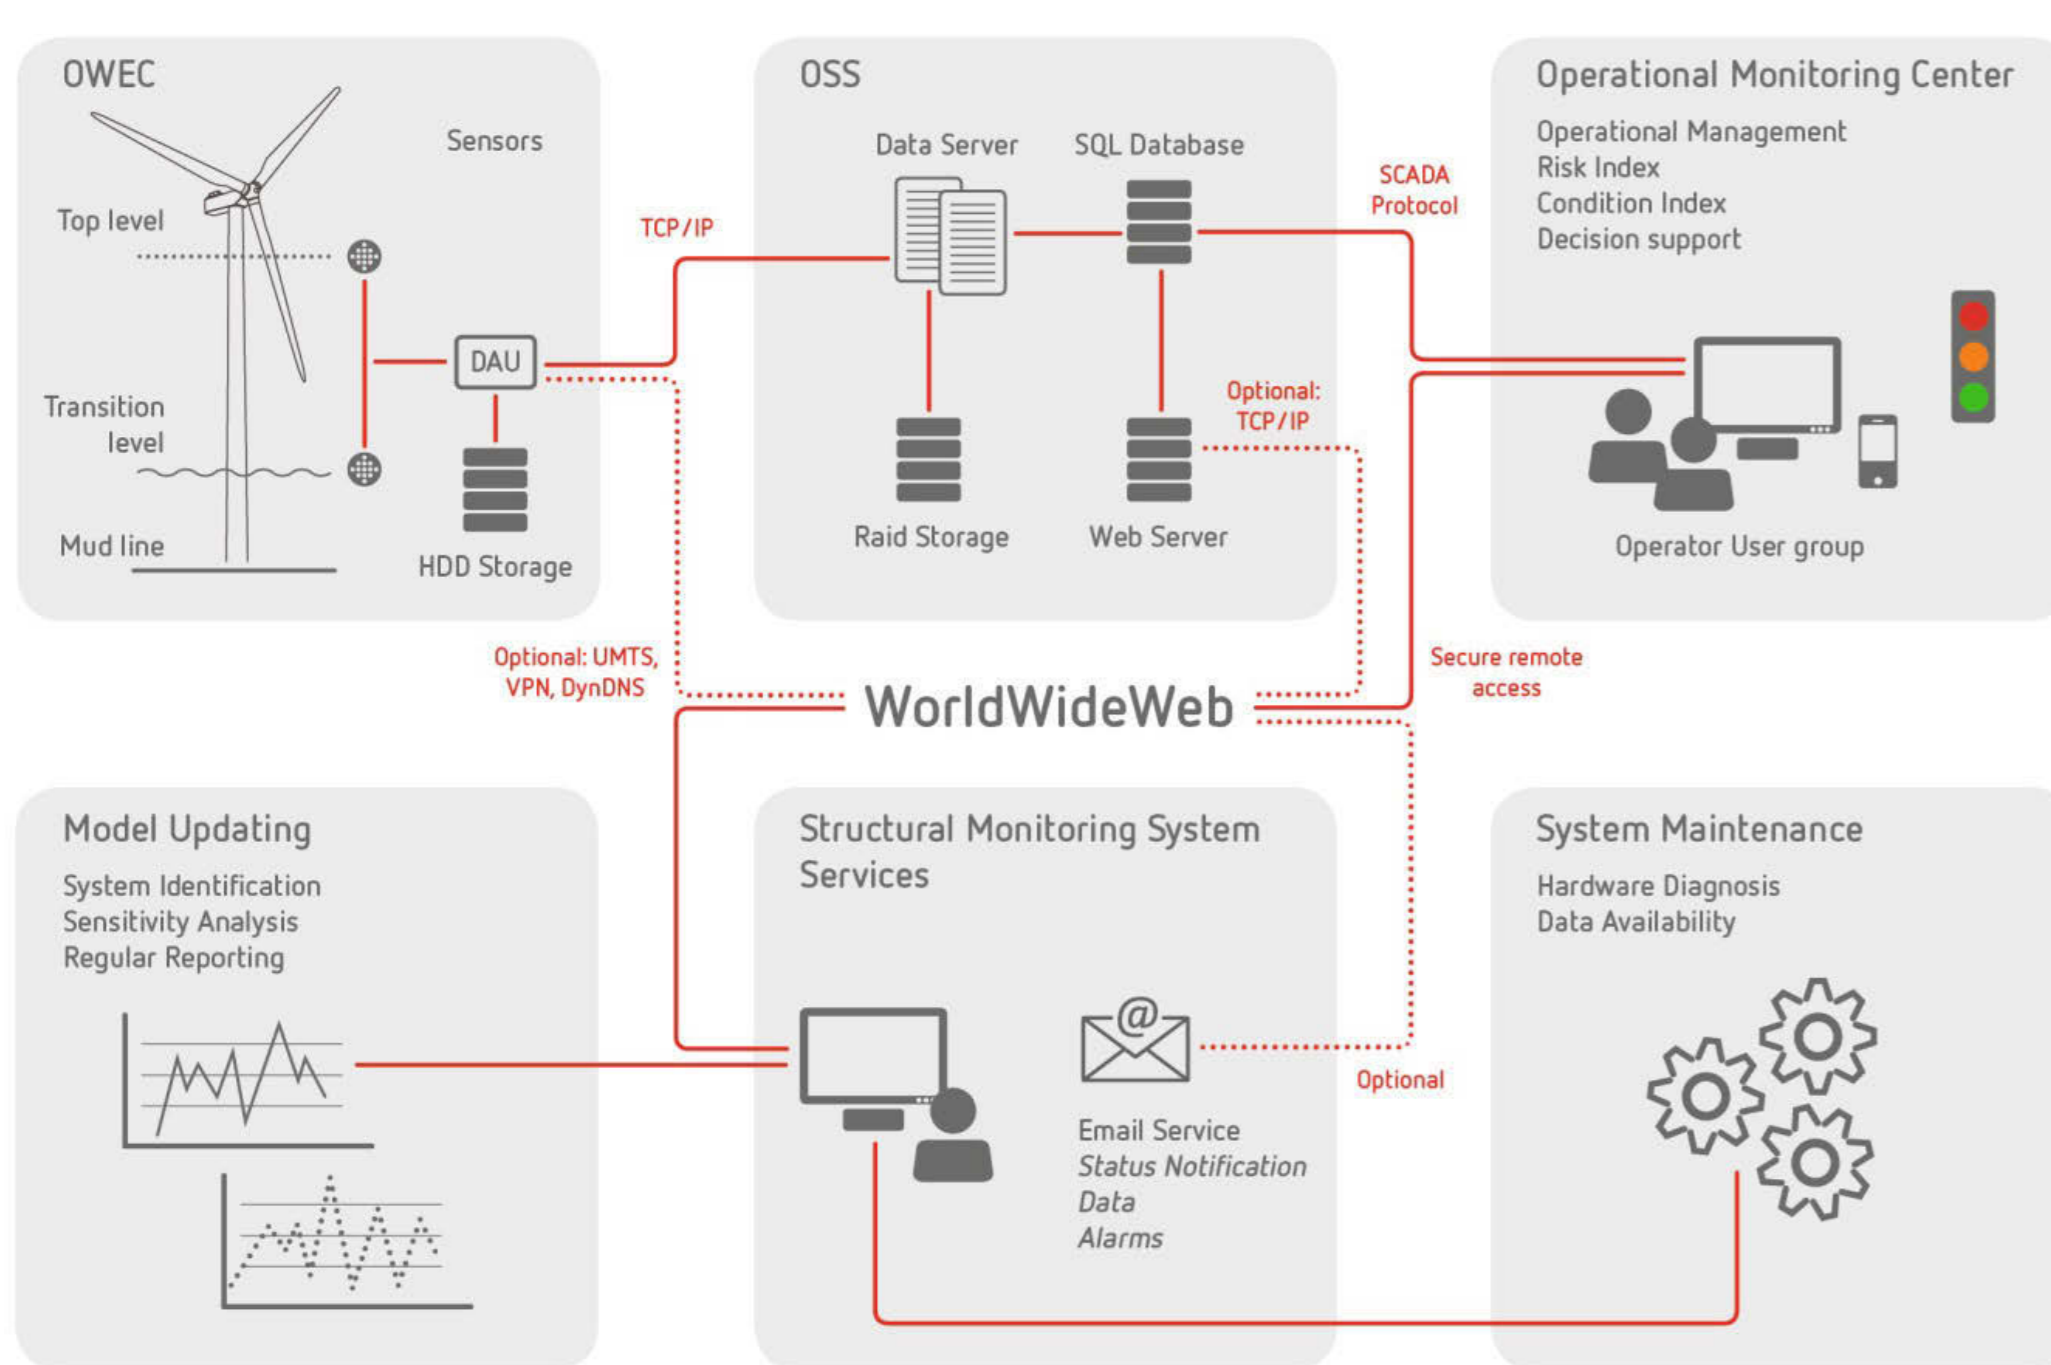 OWEC
Sensors
Top level
Transition
level
Mud line
DAU
HDD Storage
TCP/IP
OSS
Data Server
SQL Database
Raid Storage
Web Server
Optional:
TCP/IP
SCADA
Protocol
Operational Monitoring Center
Operational Management
Risk Index
Condition Index
Decision support
Operator User group
Optional: UMTS,
VPN, DynDNS
WorldWideWeb
Secure remote
access
Model Updating
System Identification
Sensitivity Analysis
Regular Reporting
Structural Monitoring System
Services
@
Email Service
Status Notification
Data
Alarms
Optional
System Maintenance
Hardware Diagnosis
Data Availability